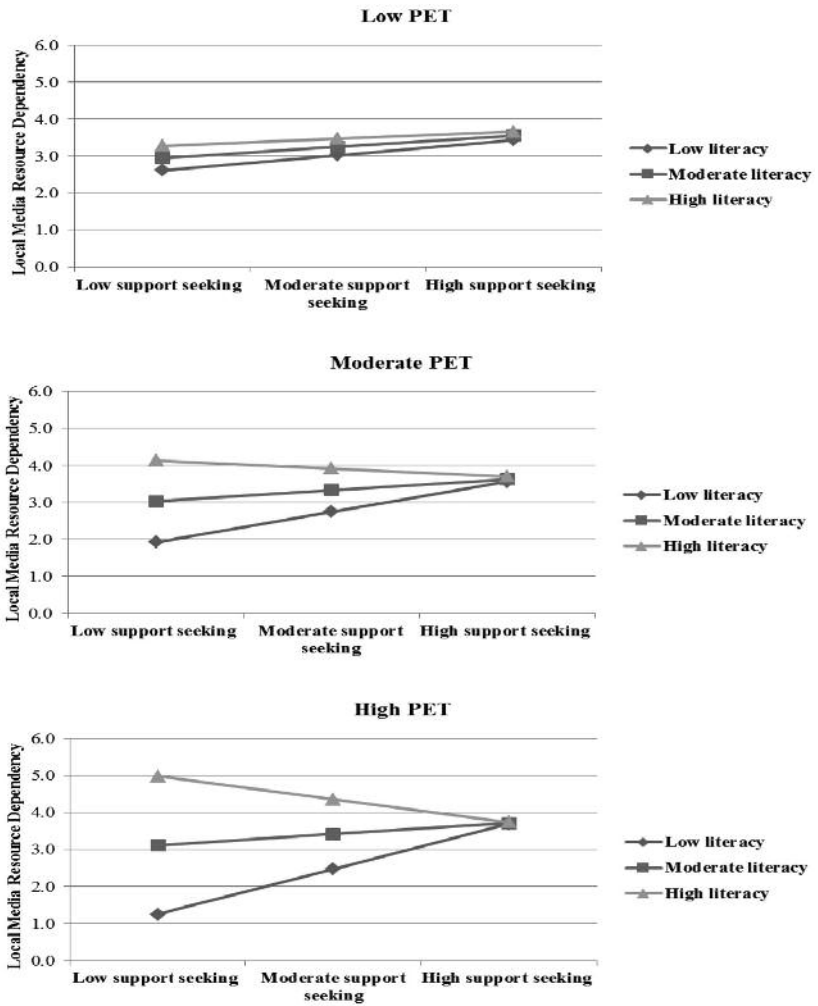 Low PET
Local Media Resource Dependency
6.0
5.0
4.0
3.0
2.0
1.0
0.0
Low support seeking
Moderate support
seeking
High support seeking
Low literacy
Moderate literacy
High literacy
Moderate PET
Local Media Resource Dependency
6.0
5.0
4.0
3.0
2.0
1.0
0.0
Low support seeking
Moderate support
seeking
High support seeking
Low literacy
Moderate literacy
High literacy
High PET
Local Media Resource Dependency
6.0
5.0
4.0
3.0
2.0
1.0
0.0
Low support seeking
Moderate support
seeking
High support seeking
Low literacy
Moderate literacy
High literacy